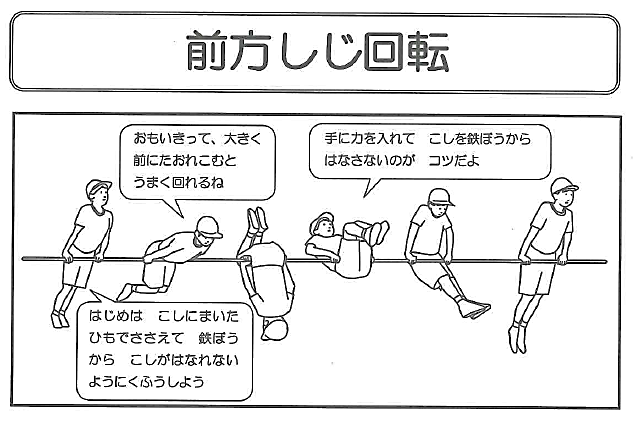 前方しじ回転
おもいきって、大きく
前にたおれこむと
うまく回れるね
手に力を入れて　こしを鉄ぼうから
はなさないのが　コツだよ
はじめは　こしにまいた
ひもでささえて　鉄ぼう
から　こしがはなれない
ようにくふうしよう